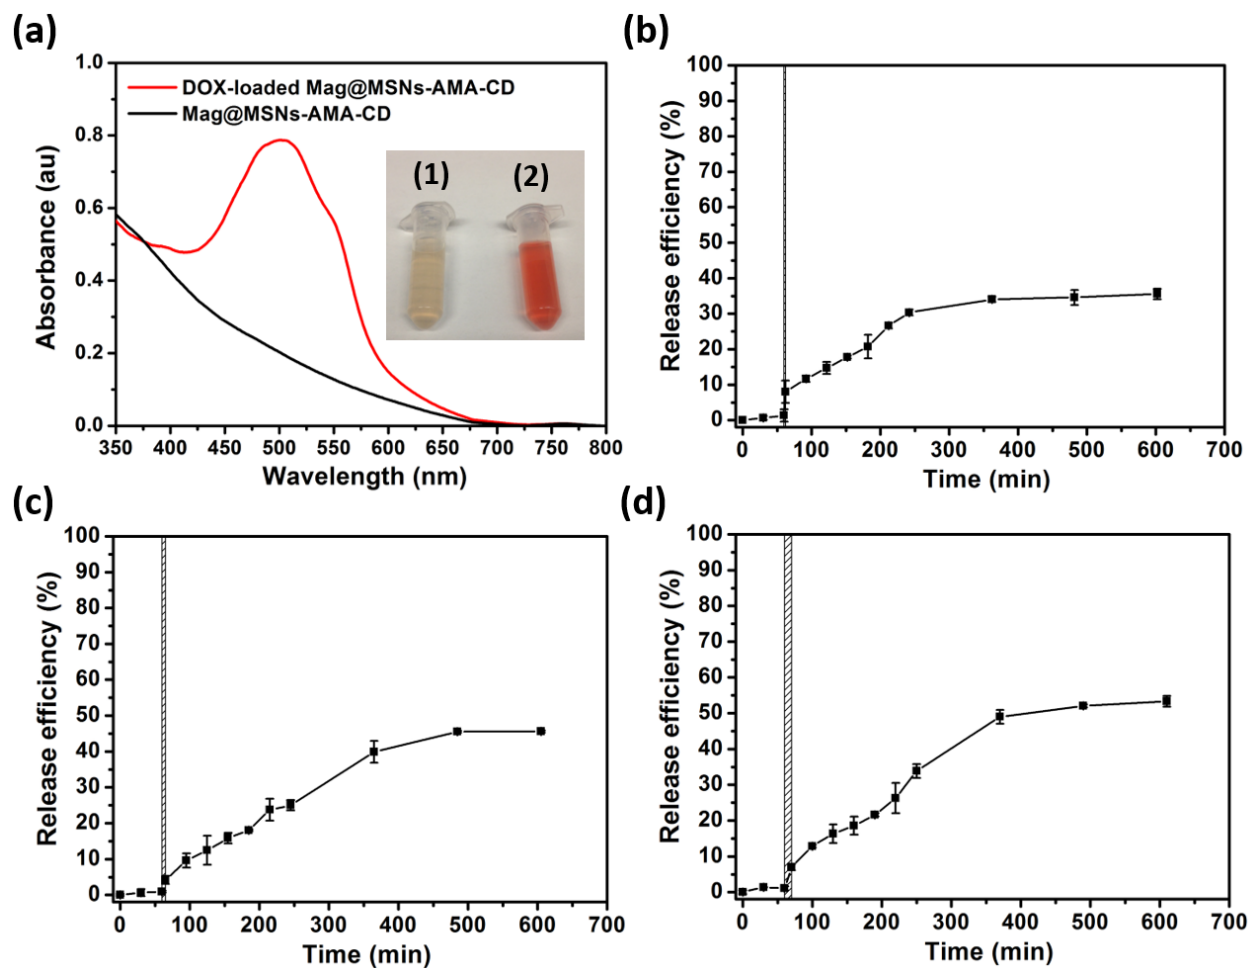 (a)
Absorbance (au)
1.0
0.8
0.6
0.4
0.2
0.0
DOX-loaded Mag@MSNs-AMA-CD
Mag@MSNs-AMA-CD
(1)
(2)
350 400 450 500 550 600 650 700 750 800
Wavelength (nm)
(b)
Release efficiency (%)
100
90
80
70
60
50
40
30
20
10
0
0 100 200 300 400 500 600 700
Time (min)
(c)
Release efficiency (%)
100
90
80
70
60
50
40
30
20
10
0
0 100 200 300 400 500 600 700
Time (min)
(d)
Release efficiency (%)
100
90
80
70
60
50
40
30
20
10
0
0 100 200 300 400 500 600 700
Time (min)